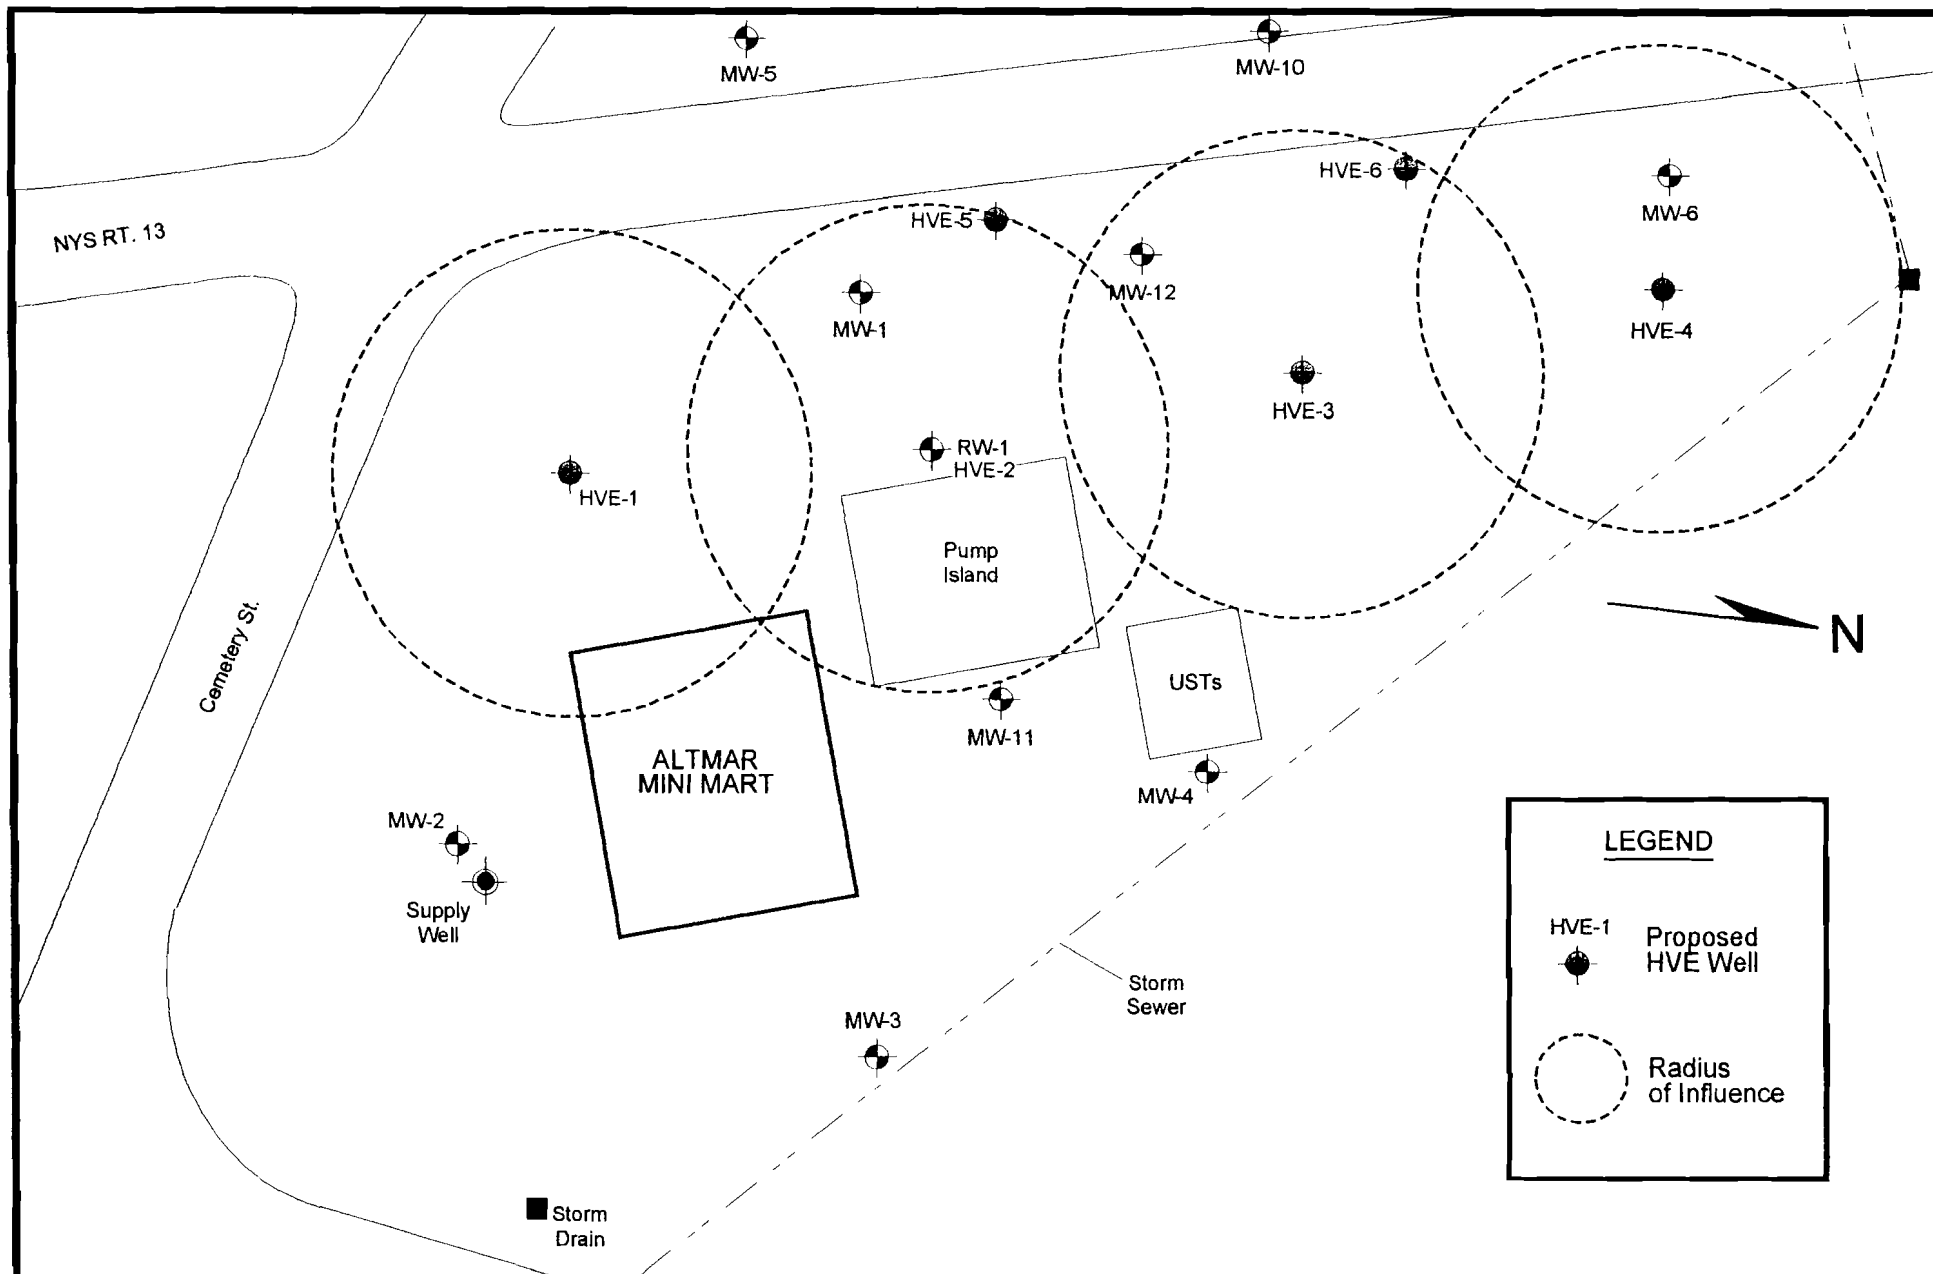 MW-5
MW-10
HVE-6
MW-6
HVE-5
NYS RT. 13
MW-12
MW-1
HVE-4
HVE-3
RW-1
HVE-2
HVE-1
Pump
Island
Cemetery St.
N
USTs
MW-11
ALTMAR
MINI MART
MW-4
MW-2
Supply
Well
LEGEND
HVE-1
Proposed
HVE Well
Storm
Sewer
MW-3
Radius
of Influence
Storm
Drain